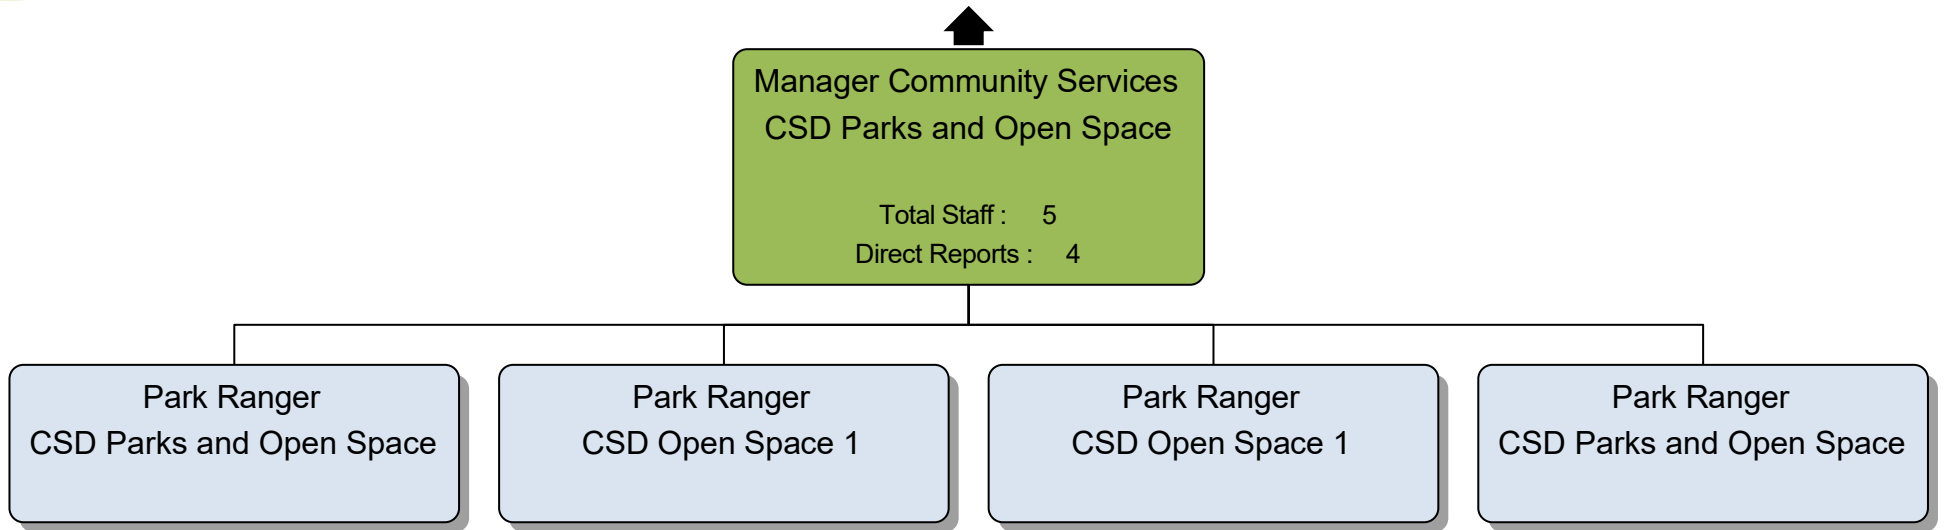 Manager Community Services
CSD Parks and Open Space
Total Staff : 5
Direct Reports : 4
Park Ranger
CSD Parks and Open Space
Park Ranger
CSD Open Space 1
Park Ranger
CSD Open Space 1
Park Ranger
CSD Parks and Open Space